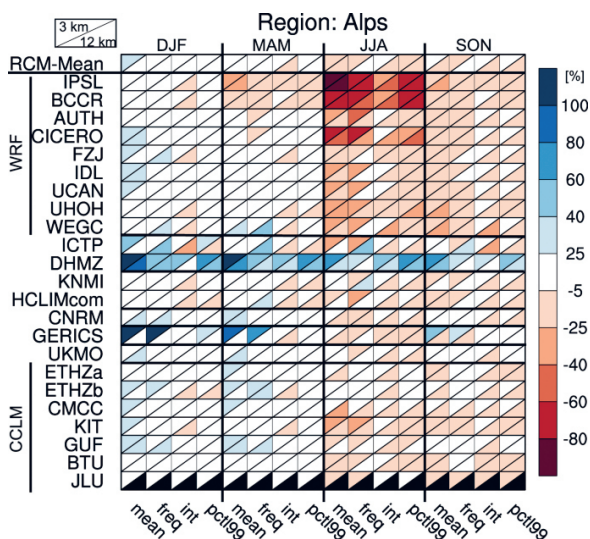 Region: Alps
3 km
12 km
DJF MAM JJA SON
RCM-Mean
IPSL
BCCR
AUTH
CICERO
FZJ
IDL
UCAN
UHOH
WEGC
ICTP
DHMZ
KNMI
HCLIMcom
CNRM
GERICS
UKMO
ETHZa
ETHZb
CMCC
KIT
GUF
BTU
JLU
WRF
CCLM
mean freq int pctl99 mean freq int pctl99 mean freq int pctl99 mean freq int pctl99
[%]
100
80
60
40
25
-5
-25
-40
-60
-80